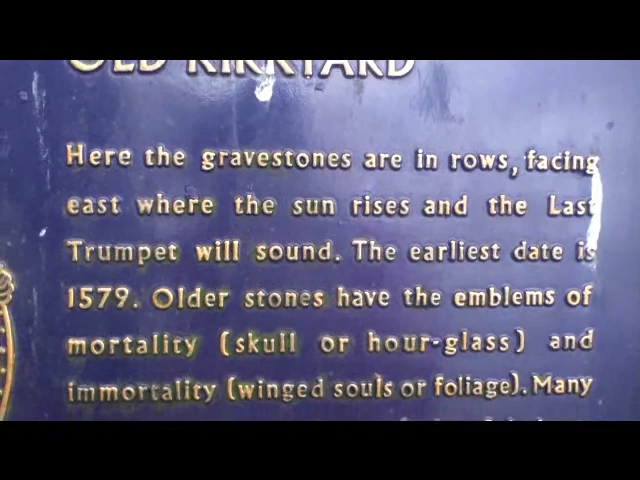 OLD KIRKYARD
Here the gravestones are in rows, facing
east where the sun rises and the Last
Trumpet will sound. The earliest date is
1579. Older stones have the emblems of
mortality (skull or hour-glass) and
immortality (winged souls or foliage). Many